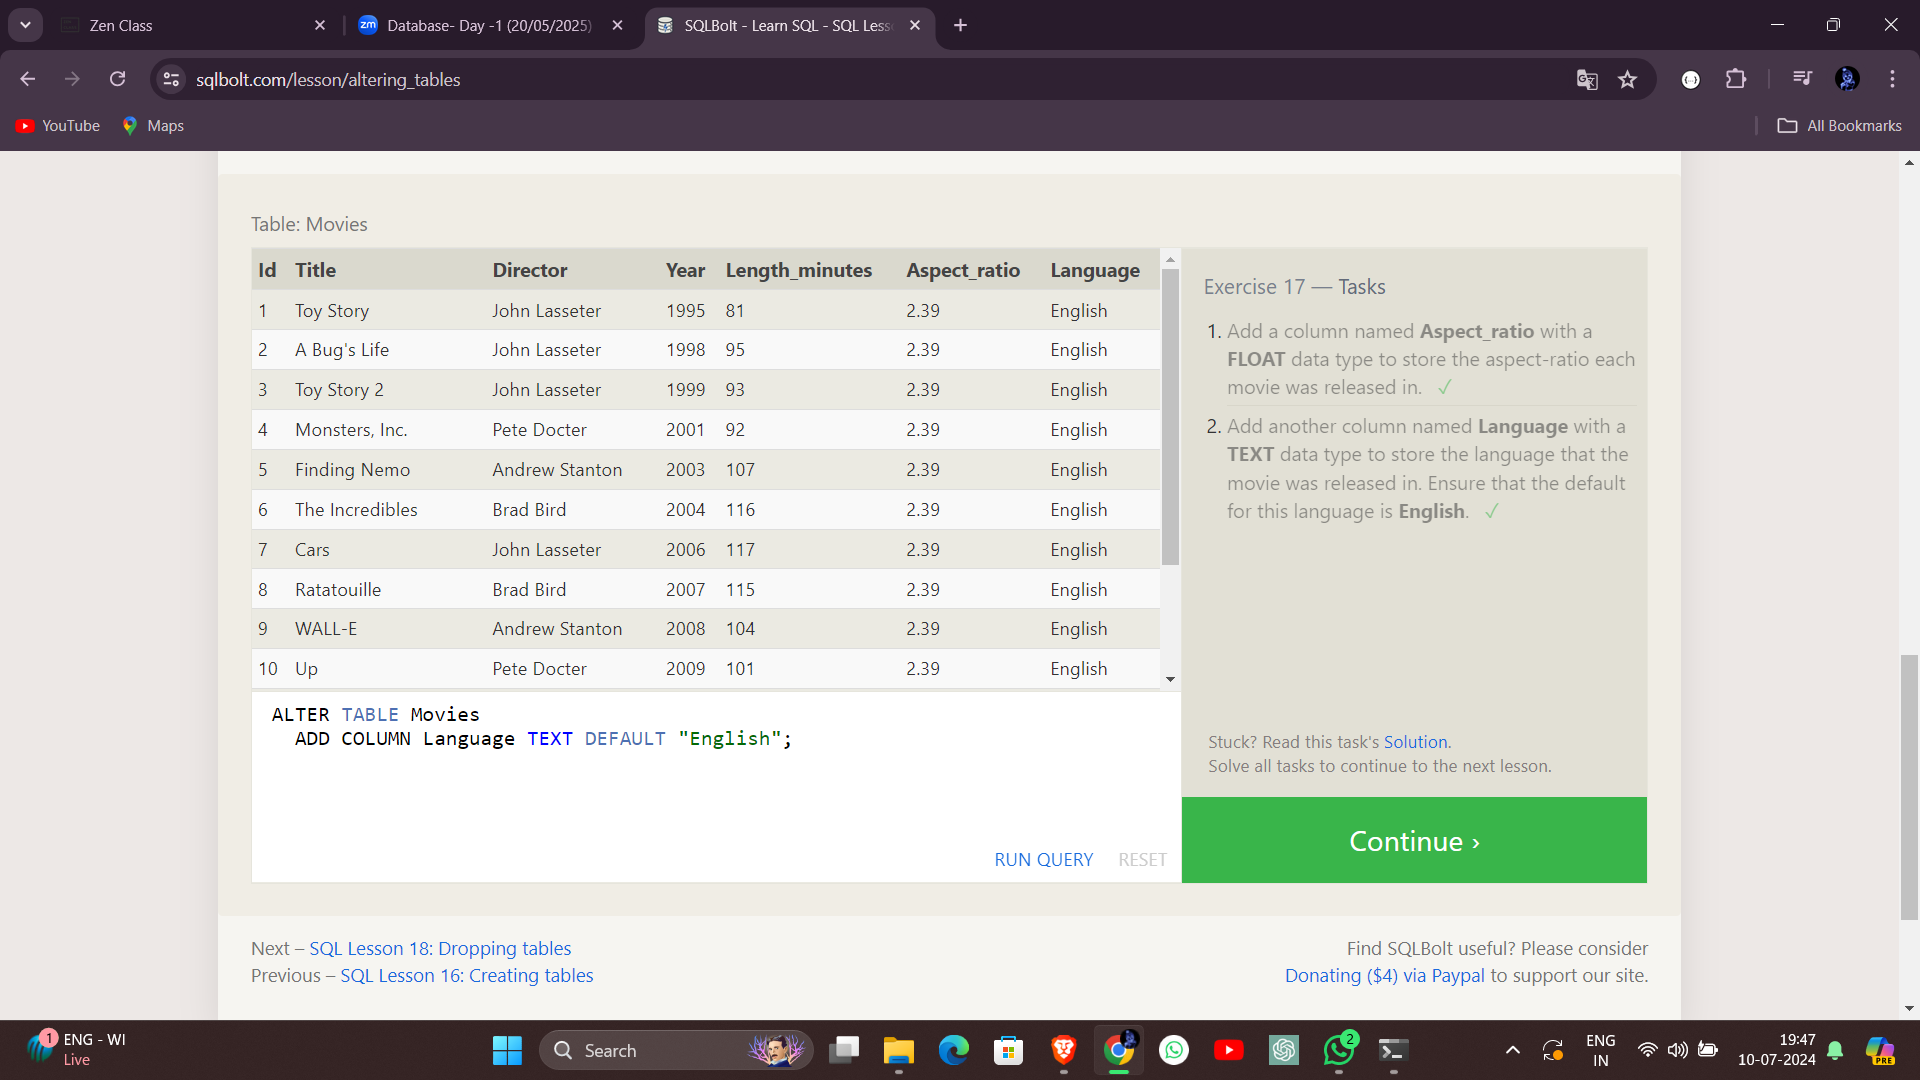 Zen Class
zm Database- Day -1 (20/05/2025)
SQLBolt - Learn SQL - SQL Less
sqlbolt.com/lesson/altering_tables
YouTube
Maps
All Bookmarks
Table: Movies
Id Title Director Year Length_minutes Aspect_ratio Language
1 Toy Story John Lasseter 1995 81 2.39 English
2 A Bug's Life John Lasseter 1998 95 2.39 English
3 Toy Story 2 John Lasseter 1999 93 2.39 English
4 Monsters, Inc. Pete Docter 2001 92 2.39 English
5 Finding Nemo Andrew Stanton 2003 107 2.39 English
6 The Incredibles Brad Bird 2004 116 2.39 English
7 Cars John Lasseter 2006 117 2.39 English
8 Ratatouille Brad Bird 2007 115 2.39 English
9 WALL-E Andrew Stanton 2008 104 2.39 English
10 Up Pete Docter 2009 101 2.39 English
ALTER TABLE Movies
ADD COLUMN Language TEXT DEFAULT "English";
RUN QUERY RESET
Exercise 17 — Tasks
1. Add a column named Aspect_ratio with a
FLOAT data type to store the aspect-ratio each
movie was released in. ✓
2. Add another column named Language with a
TEXT data type to store the language that the
movie was released in. Ensure that the default
for this language is English. ✓
Stuck? Read this task's Solution.
Solve all tasks to continue to the next lesson.
Continue ›
Next – SQL Lesson 18: Dropping tables
Previous – SQL Lesson 16: Creating tables
Find SQLBolt useful? Please consider
Donating ($4) via Paypal to support our site.
1
ENG - WI
Live
Search
2
ENG
IN
19:47
10-07-2024
PRE